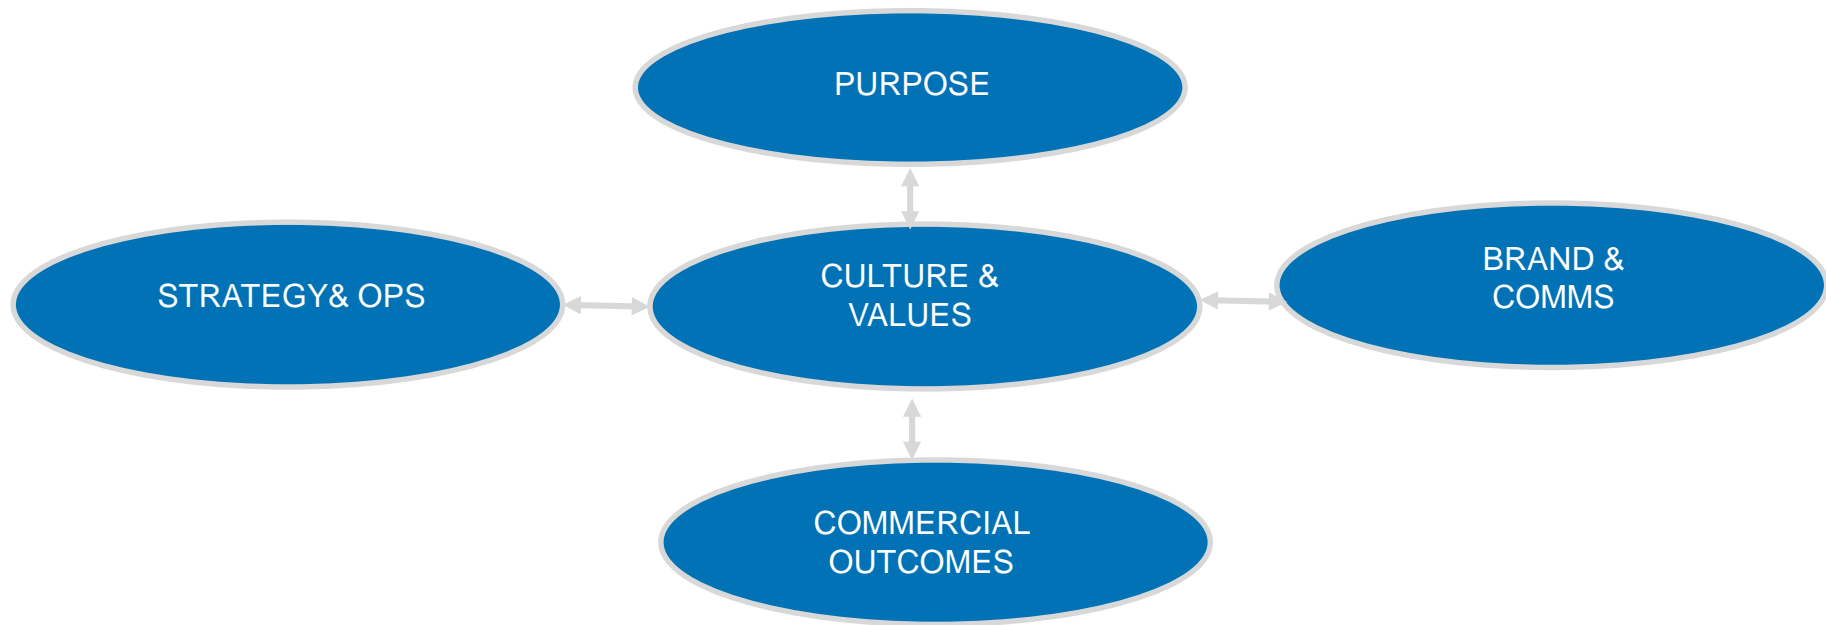 PURPOSE
STRATEGY& OPS
CULTURE &
VALUES
BRAND &
COMMS
COMMERCIAL
OUTCOMES